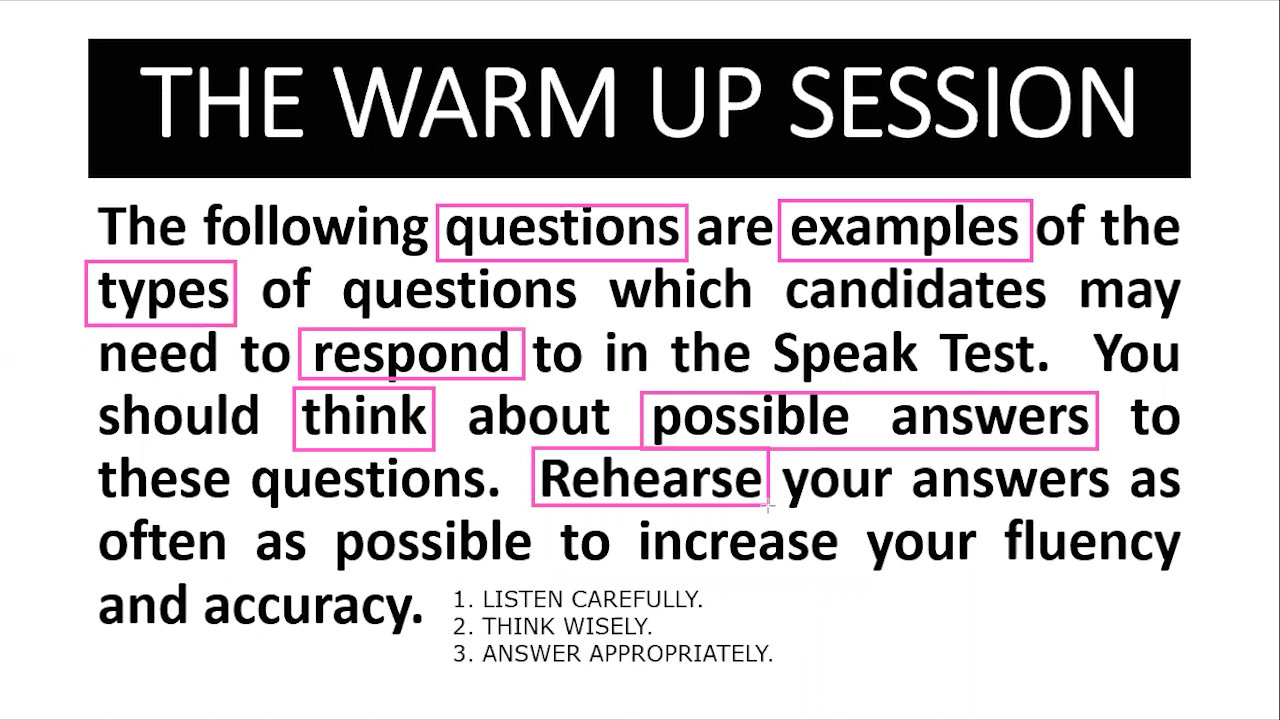 THE WARM UP SESSION
The following questions are examples of the
types of questions which candidates may
need to respond to in the Speak Test. You
should think about possible answers to
these questions. Rehearse your answers as
often as possible to increase your fluency
and accuracy.
1. LISTEN CAREFULLY.
2. THINK WISELY.
3. ANSWER APPROPRIATELY.